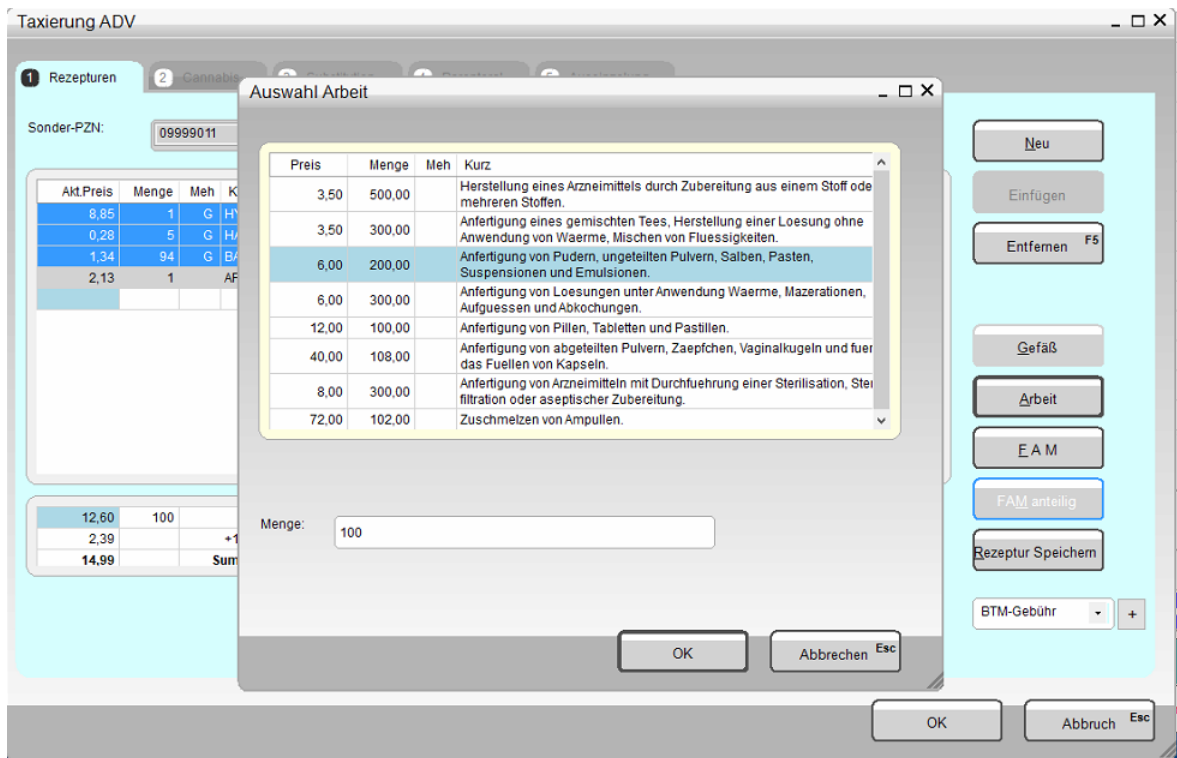 Taxierung ADV
1 Rezepturen 2 Cannabis
Auswahl Arbeit
Sonder-PZN: 09999011
Akt.Preis Menge Meh K
8,85 1 G HY
0,28 5 G HA
1,34 94 G BA
2,13 1 AF
12,60 100
2,39 +1
14,99 Sum
Preis Menge Meh Kurz
3,50 500,00 Herstellung eines Arzneimittels durch Zubereitung aus einem Stoff ode
mehreren Stoffen.
3,50 300,00 Anfertigung eines gemischten Tees, Herstellung einer Loesung ohne
Anwendung von Waerme, Mischen von Fluessigkeiten.
6,00 200,00 Anfertigung von Pudern, ungeteilten Pulvern, Salben, Pasten,
Suspensionen und Emulsionen.
6,00 300,00 Anfertigung von Loesungen unter Anwendung Waerme, Mazerationen,
Aufguessen und Abkochungen.
12,00 100,00 Anfertigung von Pillen, Tabletten und Pastillen.
40,00 108,00 Anfertigung von abgeteilten Pulvern, Zaepfchen, Vaginalkugeln und fuer
das Fuellen von Kapseln.
8,00 300,00 Anfertigung von Arzneimitteln mit Durchfuehrung einer Sterilisation, Ster
filtration oder aseptischer Zubereitung.
72,00 102,00 Zuschmelzen von Ampullen.
Menge: 100
OK Abbrechen Esc
Neu
Einfügen
Entfernen F5
Gefäß
Arbeit
F A M
FAM anteilig
Rezeptur Speichern
BTM-Gebühr +
OK Abbruch Esc